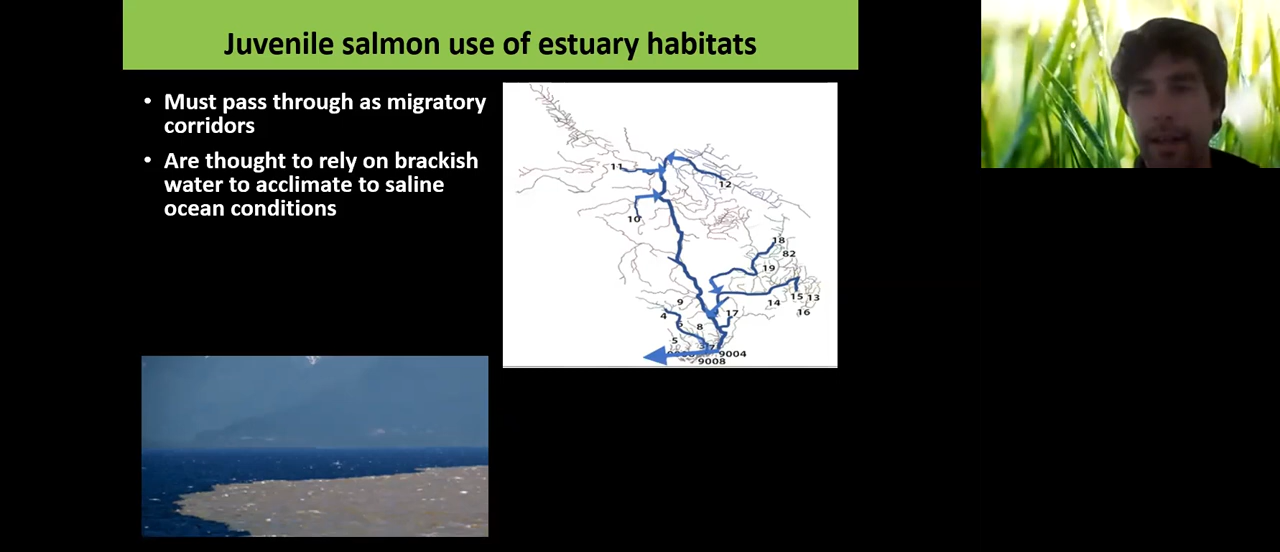 Juvenile salmon use of estuary habitats
• Must pass through as migratory
corridors
• Are thought to rely on brackish
water to acclimate to saline
ocean conditions
11
12
10
18
82
19
15 13
14
16
9
4
17
8
5
9004
9008